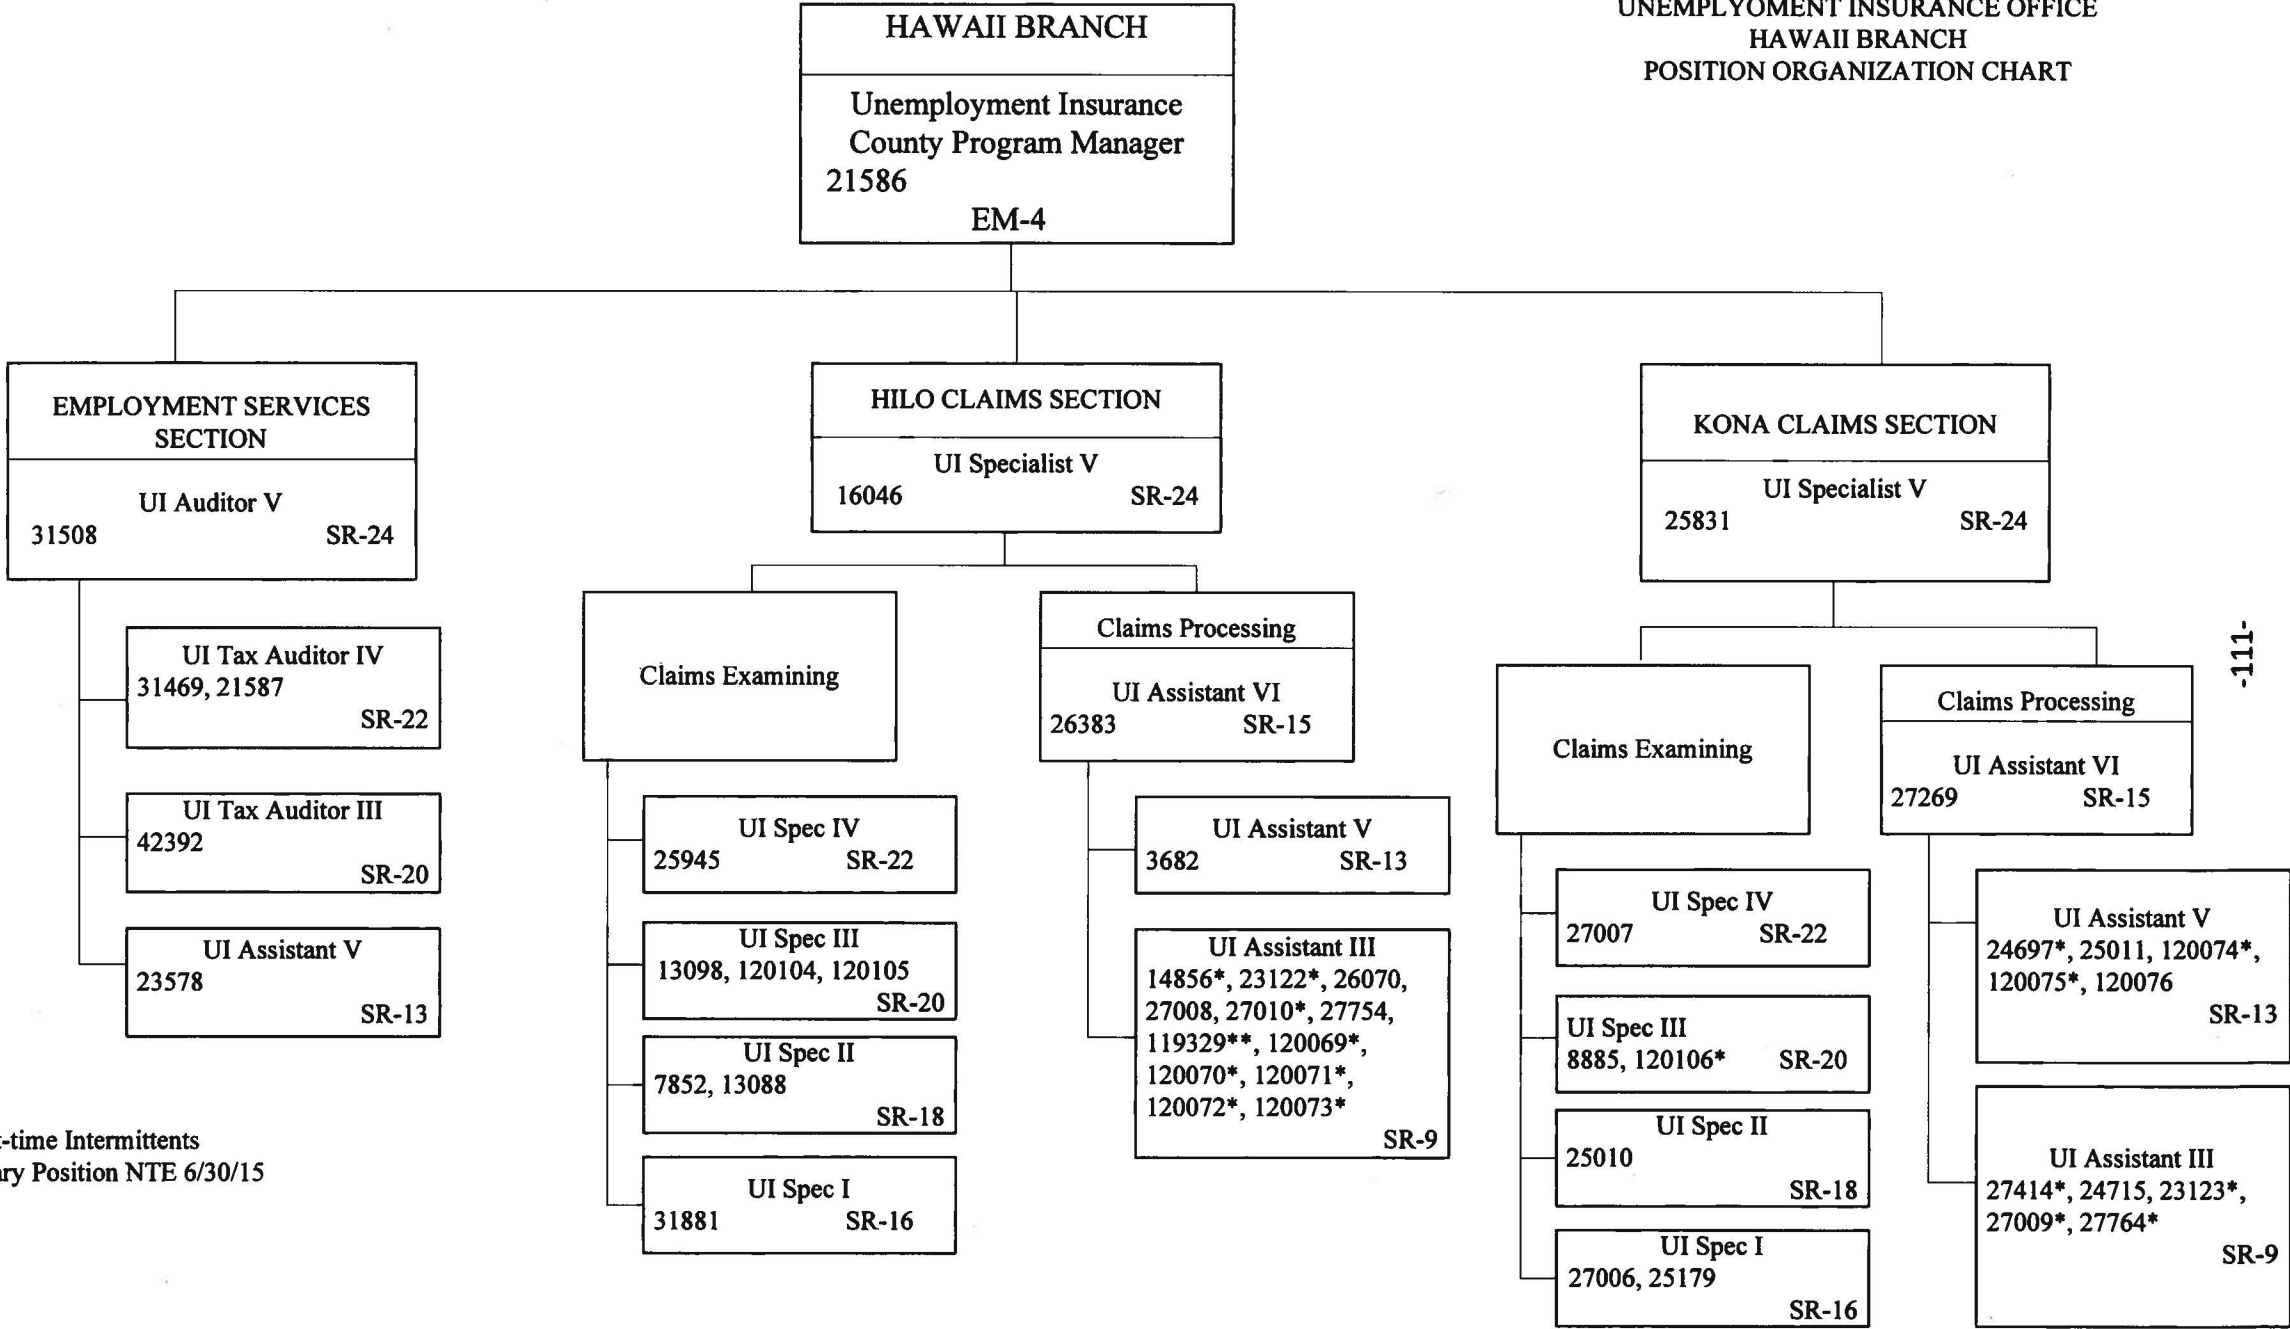 UNEMPLYOMENT INSURANCE OFFICE
HAWAII BRANCH
POSITION ORGANIZATION CHART
HAWAII BRANCH
Unemployment Insurance
County Program Manager
21586
EM-4
EMPLOYMENT SERVICES
SECTION
UI Auditor V
31508 SR-24
UI Tax Auditor IV
31469, 21587
SR-22
UI Tax Auditor III
42392
SR-20
UI Assistant V
23578
SR-13
HILO CLAIMS SECTION
UI Specialist V
16046 SR-24
Claims Examining
UI Spec IV
25945 SR-22
UI Spec III
13098, 120104, 120105
SR-20
UI Spec II
7852, 13088
SR-18
UI Spec I
31881 SR-16
Claims Processing
UI Assistant VI
26383 SR-15
UI Assistant V
3682 SR-13
UI Assistant III
14856*, 23122*, 26070,
27008, 27010*, 27754,
119329**, 120069*,
120070*, 120071*,
120072*, 120073*
SR-9
KONA CLAIMS SECTION
UI Specialist V
25831 SR-24
Claims Examining
UI Spec IV
27007 SR-22
UI Spec III
8885, 120106* SR-20
UI Spec II
25010
SR-18
UI Spec I
27006, 25179
SR-16
Claims Processing
UI Assistant VI
27269 SR-15
UI Assistant V
24697*, 25011, 120074*,
120075*, 120076
SR-13
UI Assistant III
27414*, 24715, 23123*,
27009*, 27764*
SR-9
-111-
t-time Intermittents
ary Position NTE 6/30/15